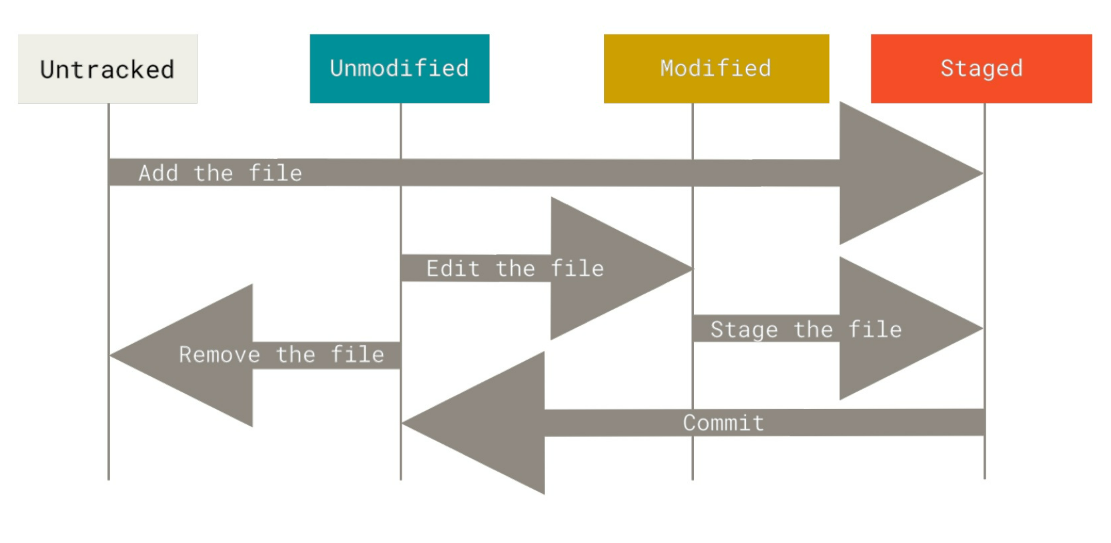 Untracked
Unmodified
Modified
Staged
Add the file
Edit the file
Stage the file
Remove the file
Commit